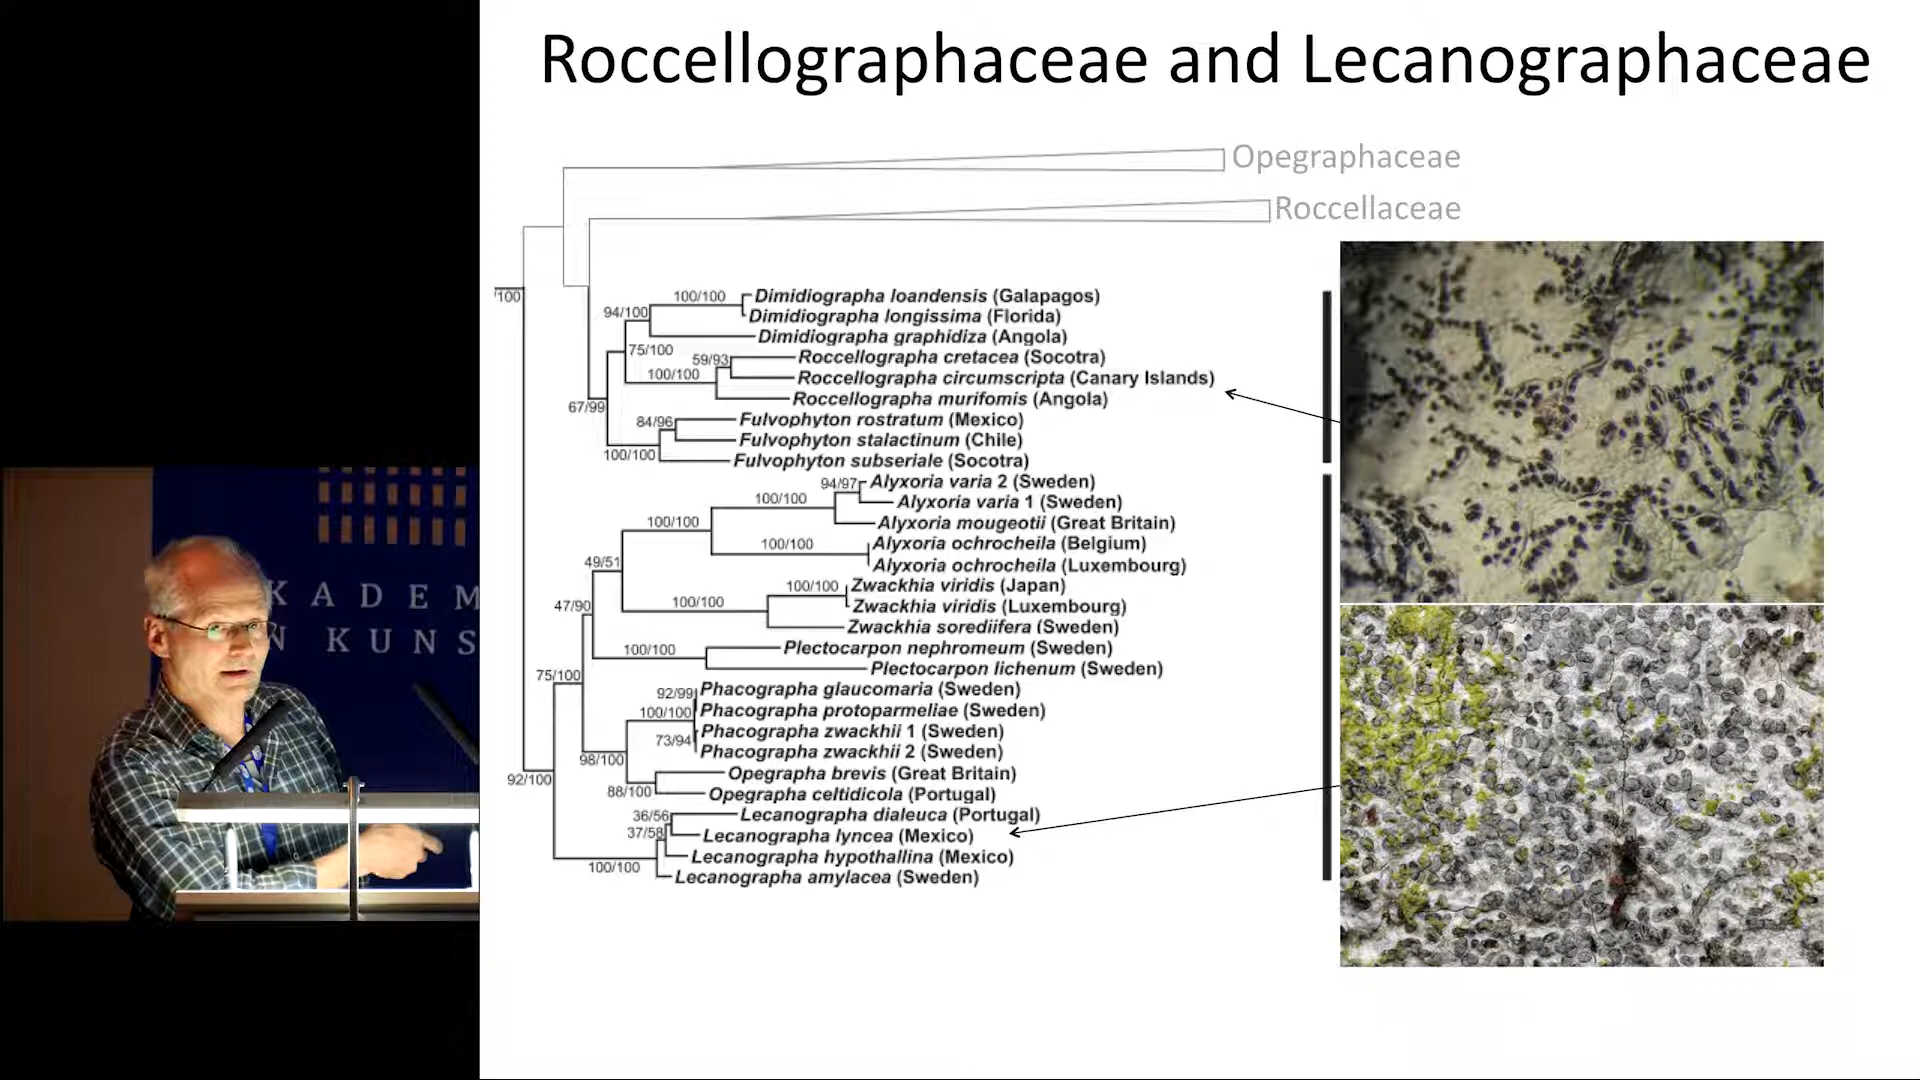 Roccellographaceae and Lecanographaceae
Opegraphaceae
Roccellaceae
/100
100/100
Dimidiographa loandensis (Galapagos)
94/100
Dimidiographa longissima (Florida)
Dimidiographa graphidiza (Angola)
75/100
59/93
Roccellographa cretacea (Socotra)
100/100
Roccellographa circumscripta (Canary Islands)
Roccellographa murifomis (Angola)
67/99
84/96
Fulvophyton rostratum (Mexico)
Fulvophyton stalactinum (Chile)
100/100
Fulvophyton subseriale (Socotra)
94/97
Alyxoria varia 2 (Sweden)
100/100
Alyxoria varia 1 (Sweden)
100/100
Alyxoria mougeotii (Great Britain)
100/100
Alyxoria ochrocheila (Belgium)
49/51
Alyxoria ochrocheila (Luxembourg)
100/100
Zwackhia viridis (Japan)
47/90
100/100
Zwackhia viridis (Luxembourg)
Zwackhia sorediifera (Sweden)
100/100
Plectocarpon nephromeum (Sweden)
75/100
Plectocarpon lichenum (Sweden)
92/99
Phacographa glaucomaria (Sweden)
100/100
Phacographa protoparmeliae (Sweden)
73/94
Phacographa zwackhii 1 (Sweden)
98/100
Phacographa zwackhii 2 (Sweden)
92/100
Opegrapha brevis (Great Britain)
88/100
Opegrapha celtidicola (Portugal)
36/56
Lecanographa dialeuca (Portugal)
37/58
Lecanographa lyncea (Mexico)
Lecanographa hypothallina (Mexico)
100/100
Lecanographa amylacea (Sweden)
KADEM
N KUNS